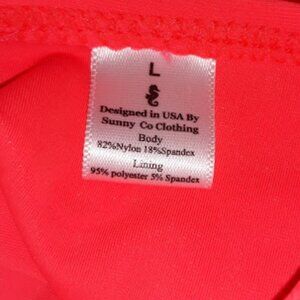 L
Designed in USA By
Sunny Co Clothing
Body
82%Nylon 18%Spandex
Lining
95% polyester 5% Spandex